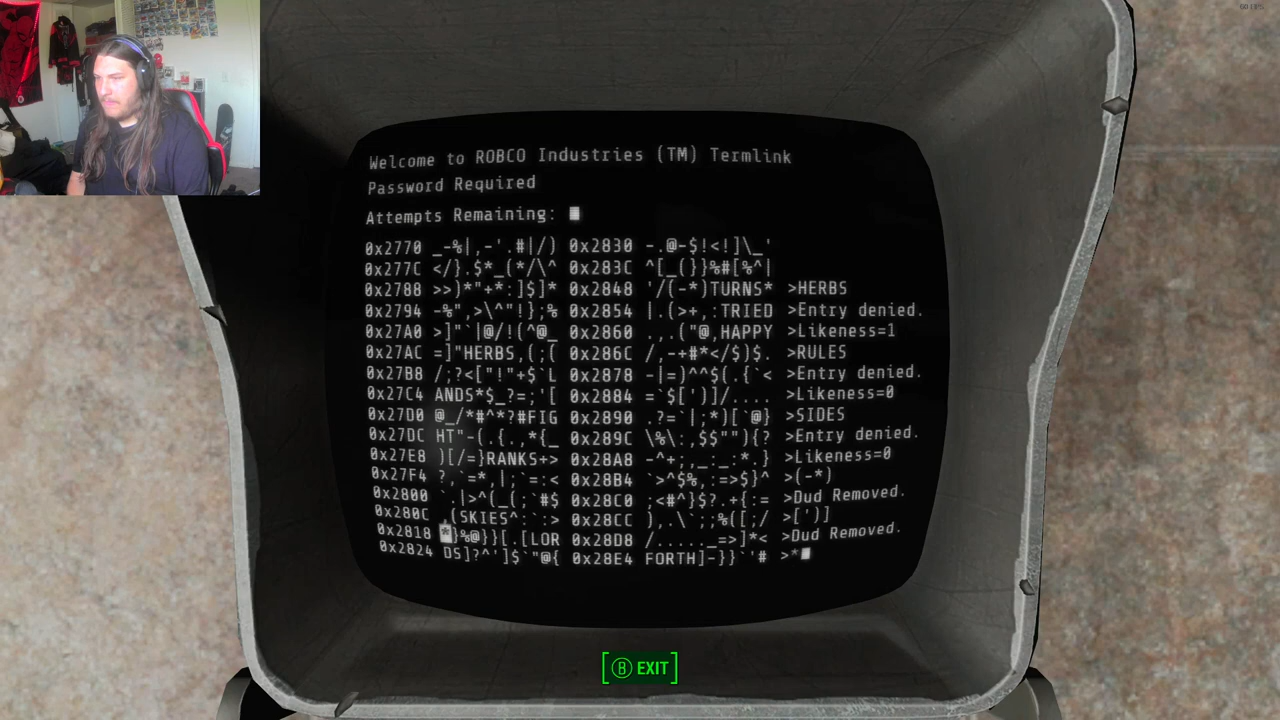 60 FPS
Welcome to ROBCO Industries (TM) Termlink
Password Required
Attempts Remaining: ■
0x2770 _-%|,-'.#|/) 0x2830 -.@-$!<!]\_'
0x277C </}.$*_(*/\^ 0x283C ^[_(}}%#[%^|
0x2788 >>)*"+*:]$]* 0x2848 '/(-*)TURNS* >HERBS
0x2794 -%",>\^"!};% 0x2854 |.(>+,:TRIED >Entry denied.
0x27A0 >]"`|@/!(^@_ 0x2860 .,.("@,HAPPY >Likeness=1
0x27AC =]"HERBS,(;( 0x286C /,-+#*</$)$. >RULES
0x27B8 /;?<["!"+$`L 0x2878 -|=)^^$(.{`< >Entry denied.
0x27C4 ANDS*$_?=;'[ 0x2884 =`$[')]/.... >Likeness=0
0x27D0 @_/*#^*?#FIG 0x2890 .?=`|;*)[`@} >SIDES
0x27DC HT"-(.{.,*{_ 0x289C \%\:,$$""){? >Entry denied.
0x27E8 )[/=}RANKS+> 0x28A8 -^+;,_:_:*.} >Likeness=0
0x27F4 ?,`=*,|;`=:< 0x28B4 `>^$%,:=>$}^ >(-*)
0x2800 `,|>^(_(;`#$ 0x28C0 ;<#^}$?.+{:= >Dud Removed.
0x280C ,(SKIES^:`:> 0x28CC ),.\`;;%([;/ >[')]
0x2818 *}%@}}[.[LOR 0x28D8 /....._=>]*< >Dud Removed.
0x2824 DS]?^']$`"@{ 0x28E4 FORTH]-}}`'# >*■
Ⓑ EXIT